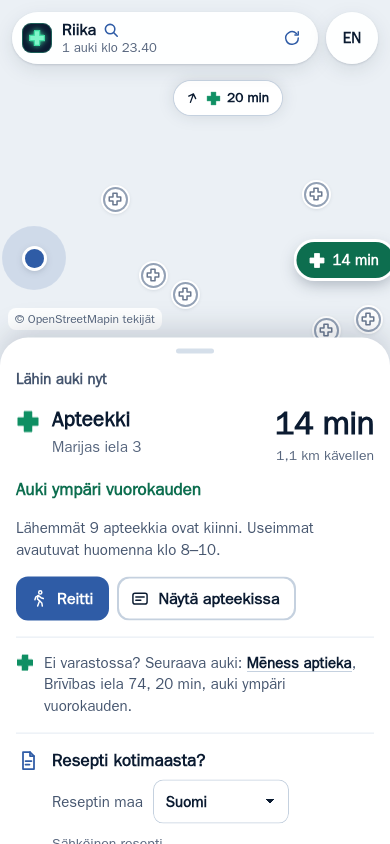 Riika
1 auki klo 23.40
EN
20 min
14 min
© OpenStreetMapin tekijät
Lähin auki nyt
Apteekki
14 min
Marijas iela 3
1,1 km kävellen
Auki ympäri vuorokauden
Lähemmät 9 apteekkia ovat kiinni. Useimmat
avautuvat huomenna klo 8–10.
Reitti
Näytä apteekissa
Ei varastossa? Seuraava auki: Mēness aptieka,
Brīvības iela 74, 20 min, auki ympäri
vuorokauden.
Resepti kotimaasta?
Reseptin maa
Suomi
Sähköinen resepti